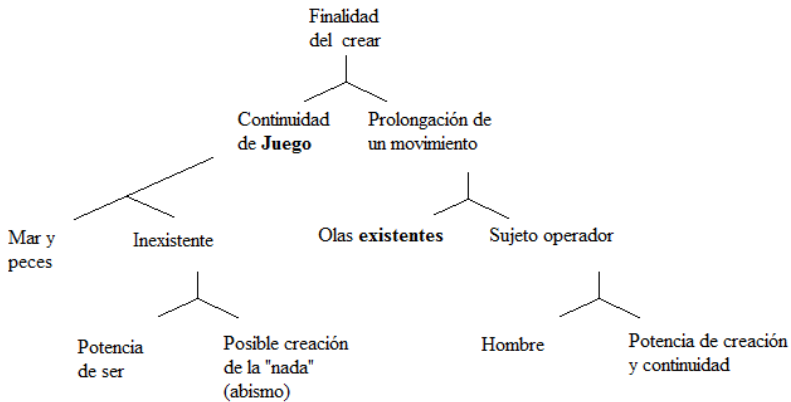 Finalidad
del crear
Continuidad
de Juego
Prolongación de
un movimiento
Mar y
peces
Inexistente
Olas existentes
Sujeto operador
Potencia
de ser
Posible creación
de la "nada"
(abismo)
Hombre
Potencia de creación
y continuidad